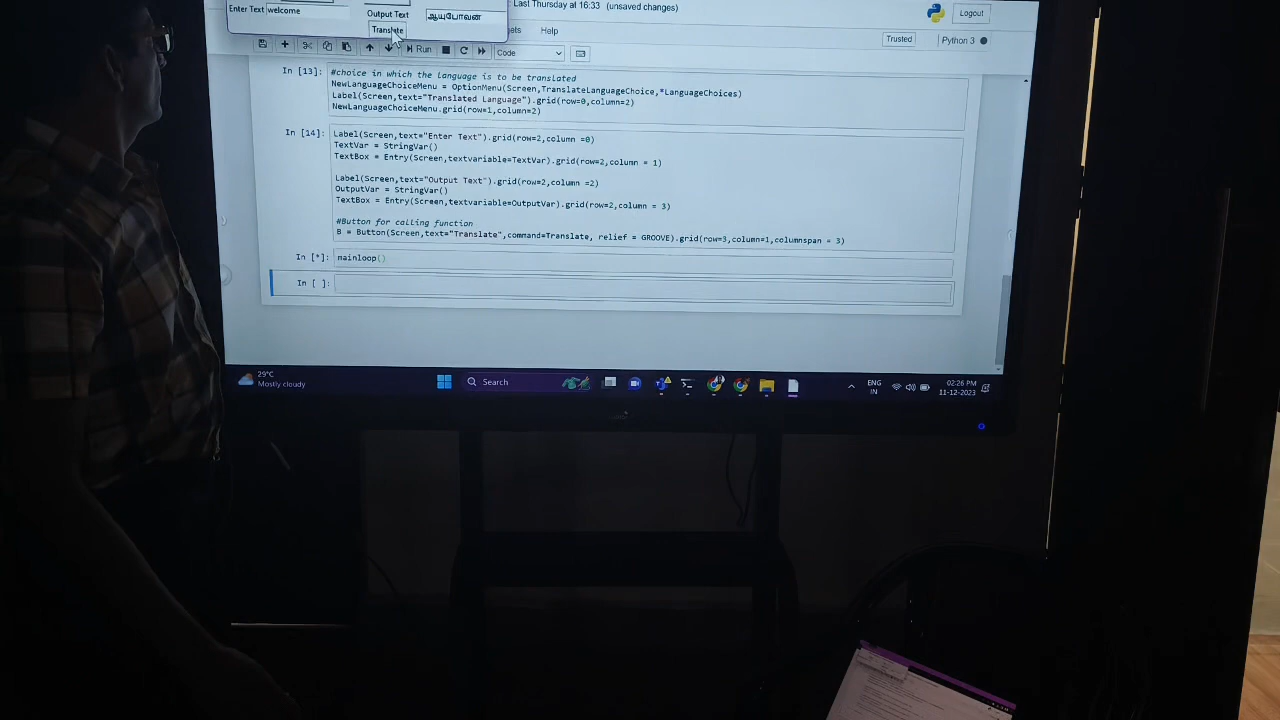 Last Thursday at 16:33 (unsaved changes)
Logout
Enter Text welcome
Output Text ஆயுபோவன
Translate
Help
Trusted
Python 3
Run
Code
In [13]:
#choice in which the language is to be translated
NewLanguageChoiceMenu = OptionMenu(Screen,TranslateLanguageChoice,*LanguageChoices)
Label(Screen,text="Translated Language").grid(row=0,column=2)
NewLanguageChoiceMenu.grid(row=1,column=2)
In [14]:
Label(Screen,text="Enter Text").grid(row=2,column =0)
TextVar = StringVar()
TextBox = Entry(Screen,textvariable=TextVar).grid(row=2,column = 1)
Label(Screen,text="Output Text").grid(row=2,column =2)
OutputVar = StringVar()
TextBox = Entry(Screen,textvariable=OutputVar).grid(row=2,column = 3)
#Button for calling function
B = Button(Screen,text="Translate",command=Translate, relief = GROOVE).grid(row=3,column=1,columnspan = 3)
In [*]: mainloop()
In [ ]:
29°C
Mostly cloudy
Search
ENG
IN
02:26 PM
11-12-2023